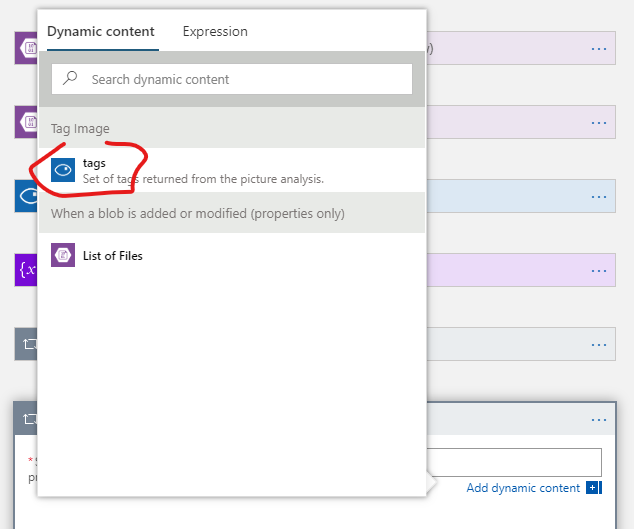 Dynamic content
Expression
Search dynamic content
Tag Image
tags
Set of tags returned from the picture analysis.
When a blob is added or modified (properties only)
List of Files
Add dynamic content